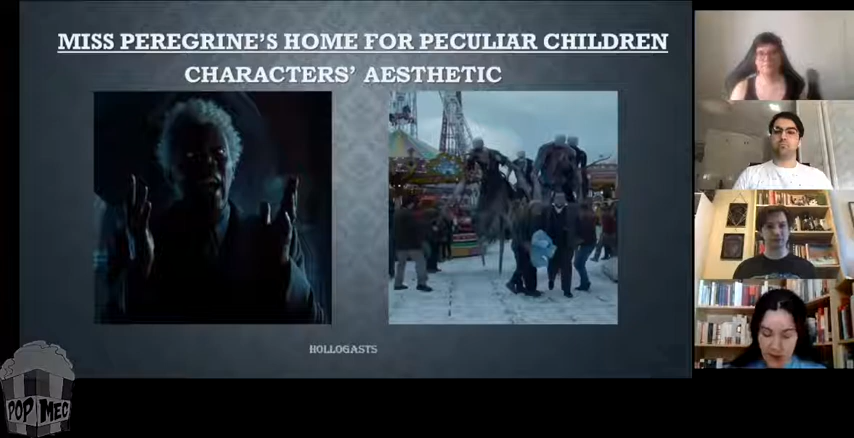 MISS PEREGRINE'S HOME FOR PECULIAR CHILDREN
CHARACTERS' AESTHETIC
HOLLOGASTS
POP MEC